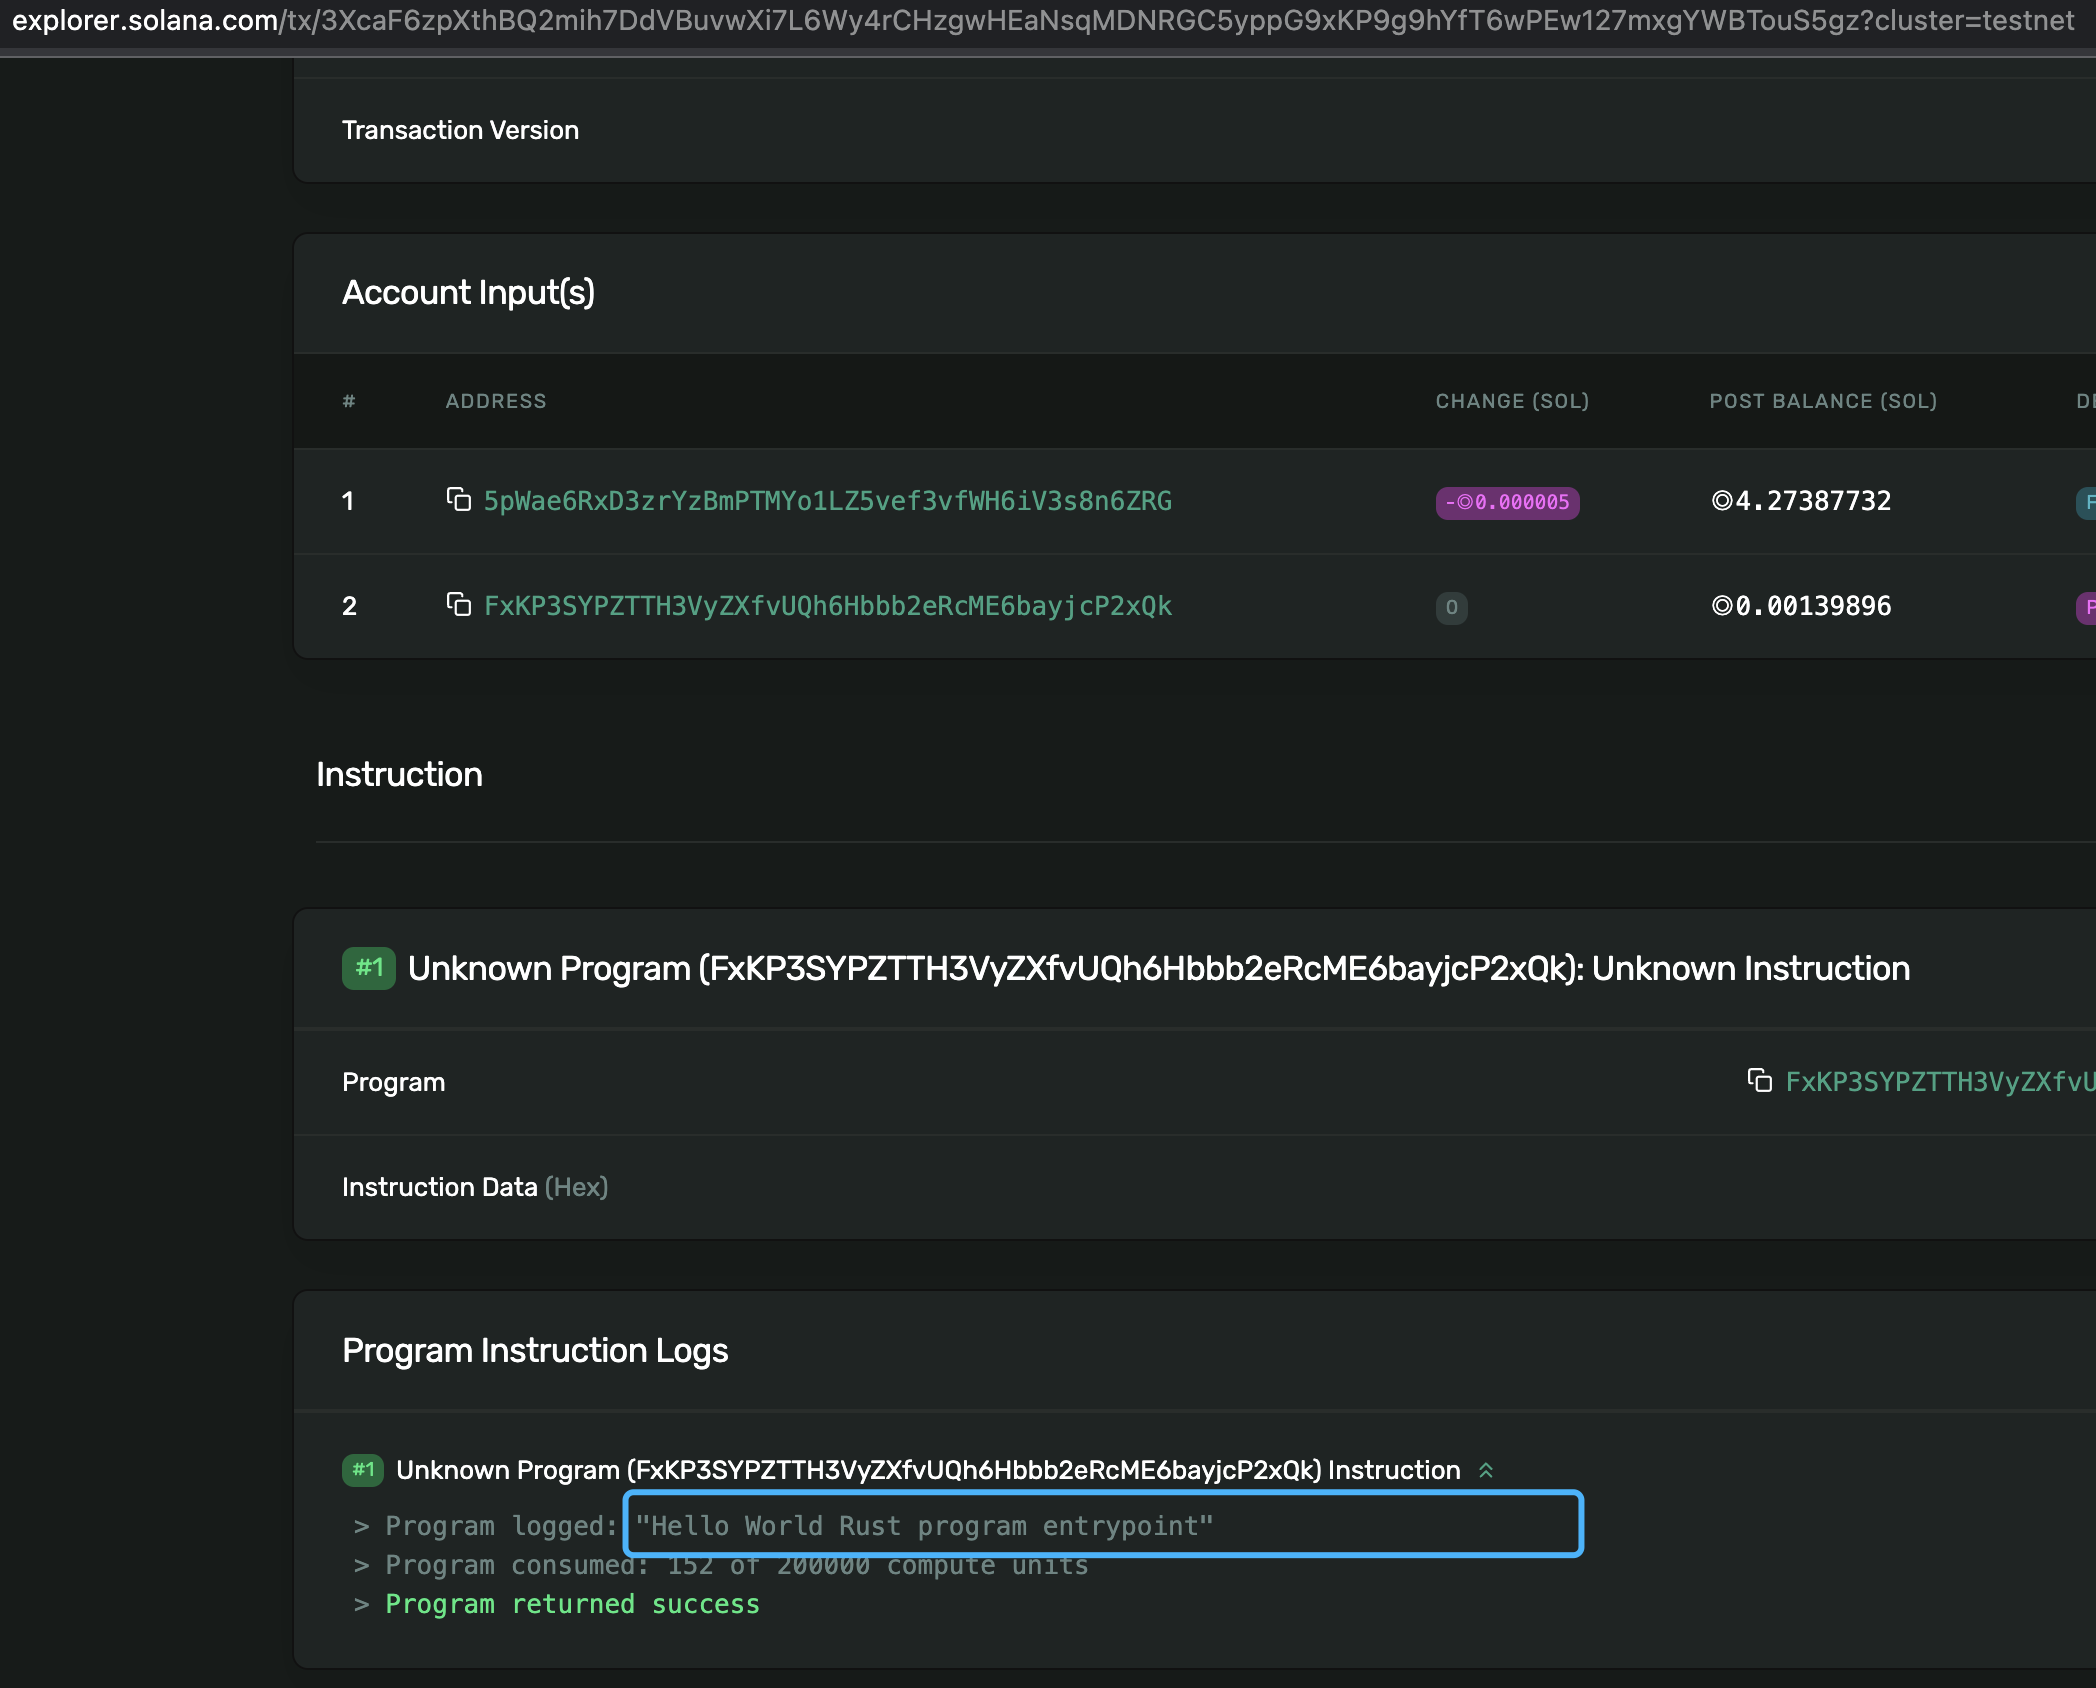 explorer.solana.com/tx/3XcaF6zpXthBQ2mih7DdVBuvwXi7L6Wy4rCHzgwHEaNsqMDNRGC5yppG9xKP9g9hYfT6wPEw127mxgYWBTouS5gz?cluster=testnet
Transaction Version
Account Input(s)
# ADDRESS CHANGE (SOL) POST BALANCE (SOL)
1 5pWae6RxD3zrYzBmPTMYo1LZ5vef3vfWH6iV3s8n6ZRG -◎0.000005 ◎4.27387732
2 FxKP3SYPZTTH3VyZXfvUQh6Hbbb2eRcME6bayjcP2xQk 0 ◎0.00139896
Instruction
#1 Unknown Program (FxKP3SYPZTTH3VyZXfvUQh6Hbbb2eRcME6bayjcP2xQk): Unknown Instruction
Program FxKP3SYPZTTH3VyZXfvU
Instruction Data (Hex)
Program Instruction Logs
#1 Unknown Program (FxKP3SYPZTTH3VyZXfvUQh6Hbbb2eRcME6bayjcP2xQk) Instruction
> Program logged: "Hello World Rust program entrypoint"
> Program consumed: 152 of 200000 compute units
> Program returned success